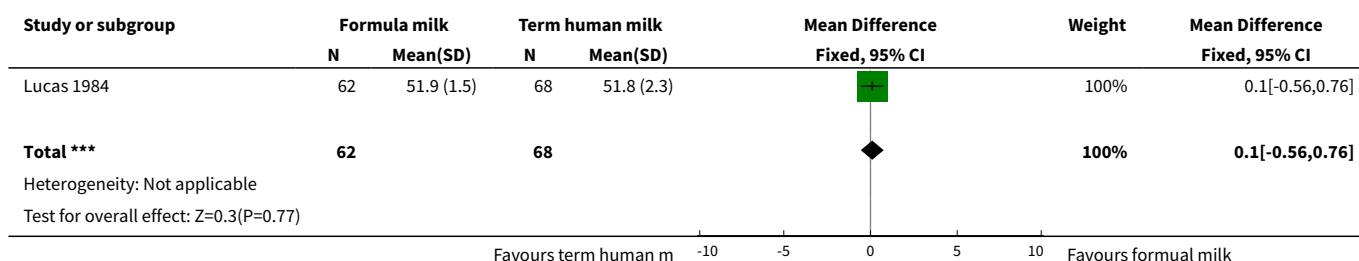 Study or subgroup Formula milk Term human milk Mean Difference Weight Mean Difference
N Mean(SD) N Mean(SD) Fixed, 95% CI Fixed, 95% CI
Lucas 1984 62 51.9 (1.5) 68 51.8 (2.3) 100% 0.1[-0.56,0.76]
Total *** 62 68 100% 0.1[-0.56,0.76]
Heterogeneity: Not applicable
Test for overall effect: Z=0.3(P=0.77)
Favours term human m -10 -5 0 5 10 Favours formual milk